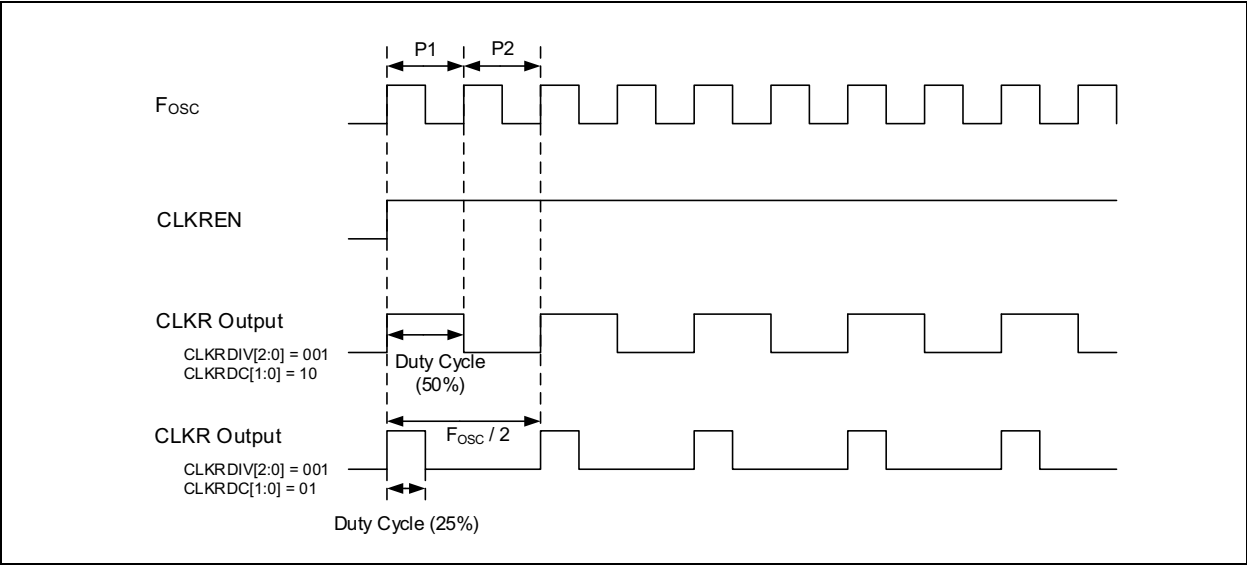 P1 P2
FOSC
CLKREN
CLKR Output
CLKRDIV[2:0] = 001
CLKRDC[1:0] = 10
Duty Cycle
(50%)
CLKR Output
FOSC / 2
CLKRDIV[2:0] = 001
CLKRDC[1:0] = 01
Duty Cycle (25%)